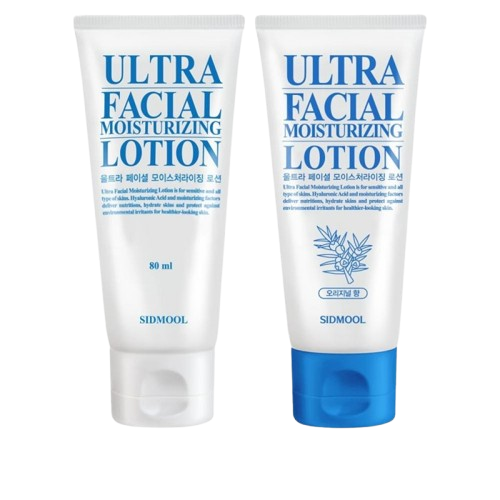 ULTRA
FACIAL
MOISTURIZING
LOTION
울트라 페이셜 모이스처라이징 로션
Ultra Facial Moisturizing Lotion is for sensitive and all
type of skins. Hyaluronic Acid and moisturizing factors
deliver nutritions, hydrate skins and protect against
environmental irritants for healthier-looking skin.
80 ml
SIDMOOL
ULTRA
FACIAL
MOISTURIZING
LOTION
울트라 페이셜 모이스처라이징 로션
Ultra Facial Moisturizing Lotion is for sensitive and all
type of skins. Hyaluronic Acid and moisturizing factors
deliver nutritions, hydrate skins and protect against
environmental irritants for healthier-looking skin.
오리지널 향
SIDMOOL